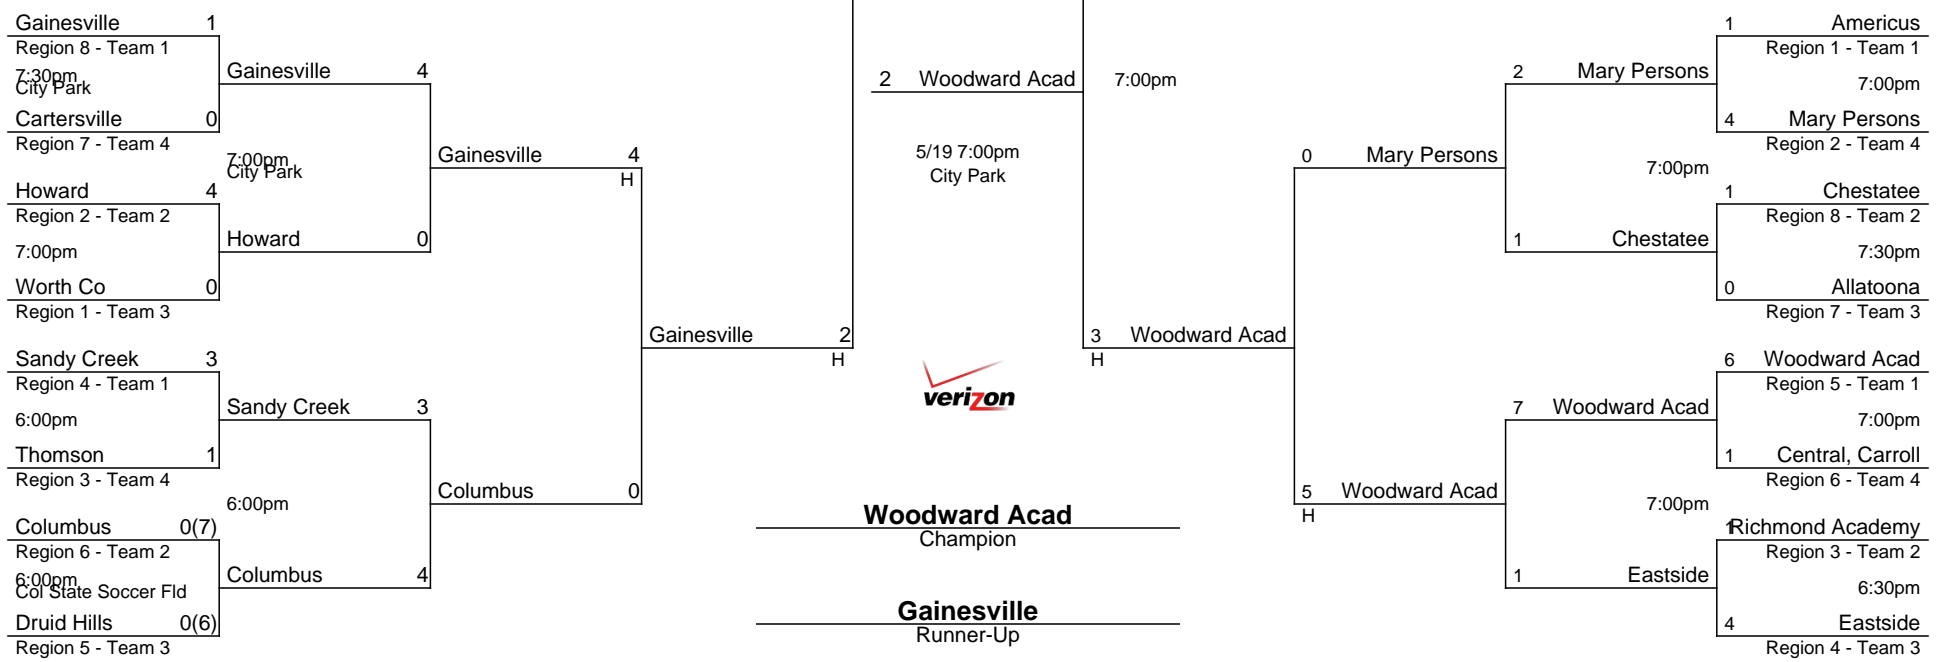 Gainesville 1
Region 8 - Team 1
7:30pm
City Park
Cartersville 0
Region 7 - Team 4
Howard 4
Region 2 - Team 2
7:00pm
Worth Co 0
Region 1 - Team 3
Sandy Creek 3
Region 4 - Team 1
6:00pm
Thomson 1
Region 3 - Team 4
Columbus 0(7)
Region 6 - Team 2
6:00pm
Col State Soccer Fld
Druid Hills 0(6)
Region 5 - Team 3
Gainesville 4
7:00pm
City Park
Howard 0
Sandy Creek 3
6:00pm
Columbus 4
Gainesville 4
H
Columbus 0
Gainesville 2
H
2 Woodward Acad
7:00pm
5/19 7:00pm
City Park
verizon
Woodward Acad
Champion
Gainesville
Runner-Up
3 Woodward Acad
H
0 Mary Persons
5 Woodward Acad
H
2 Mary Persons
7:00pm
1 Chestatee
7 Woodward Acad
7:00pm
1 Eastside
1 Americus
Region 1 - Team 1
7:00pm
4 Mary Persons
Region 2 - Team 4
1 Chestatee
Region 8 - Team 2
7:30pm
0 Allatoona
Region 7 - Team 3
6 Woodward Acad
Region 5 - Team 1
7:00pm
1 Central, Carroll
Region 6 - Team 4
1 Richmond Academy
Region 3 - Team 2
6:30pm
4 Eastside
Region 4 - Team 3